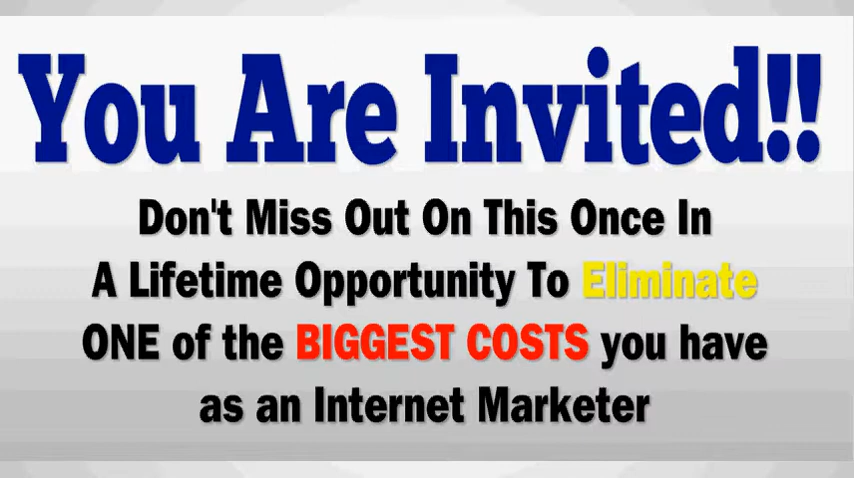 You Are Invited!!
Don't Miss Out On This Once In
A Lifetime Opportunity To Eliminate
ONE of the BIGGEST COSTS you have
as an Internet Marketer